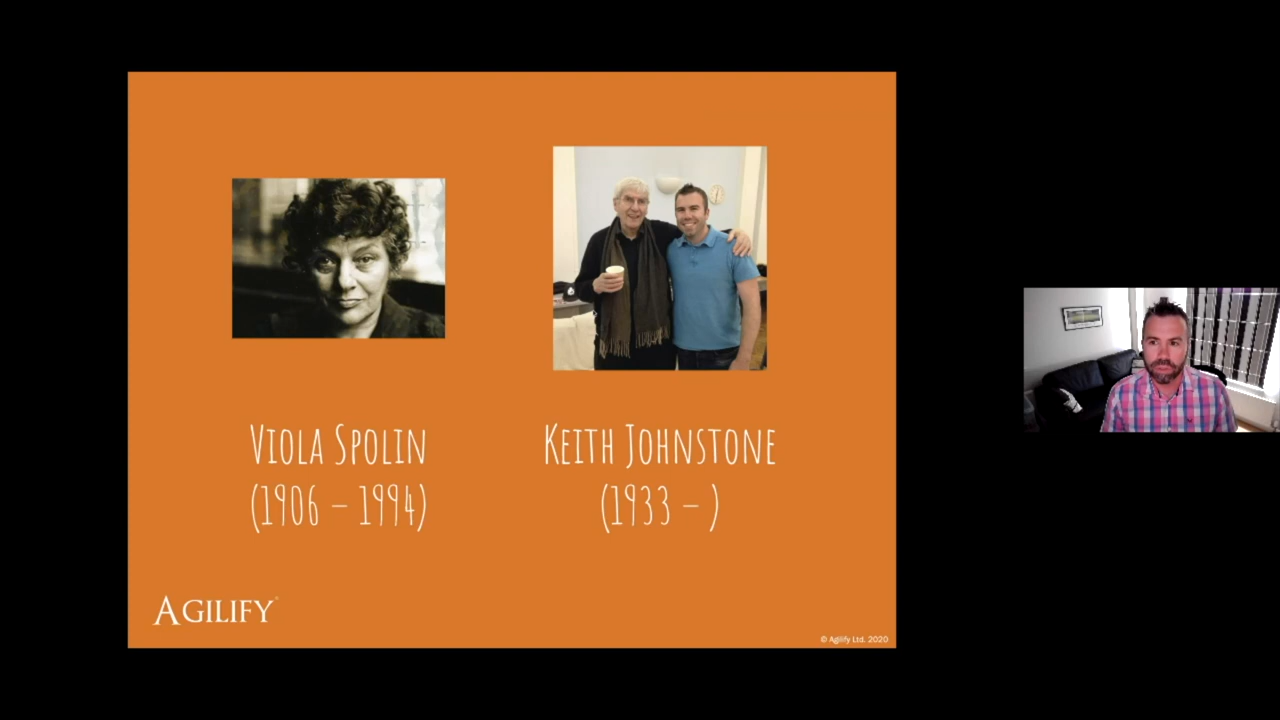 Viola Spolin
(1906 – 1994)
Keith Johnstone
(1933 – )
Agilify®
© Agilify Ltd. 2020